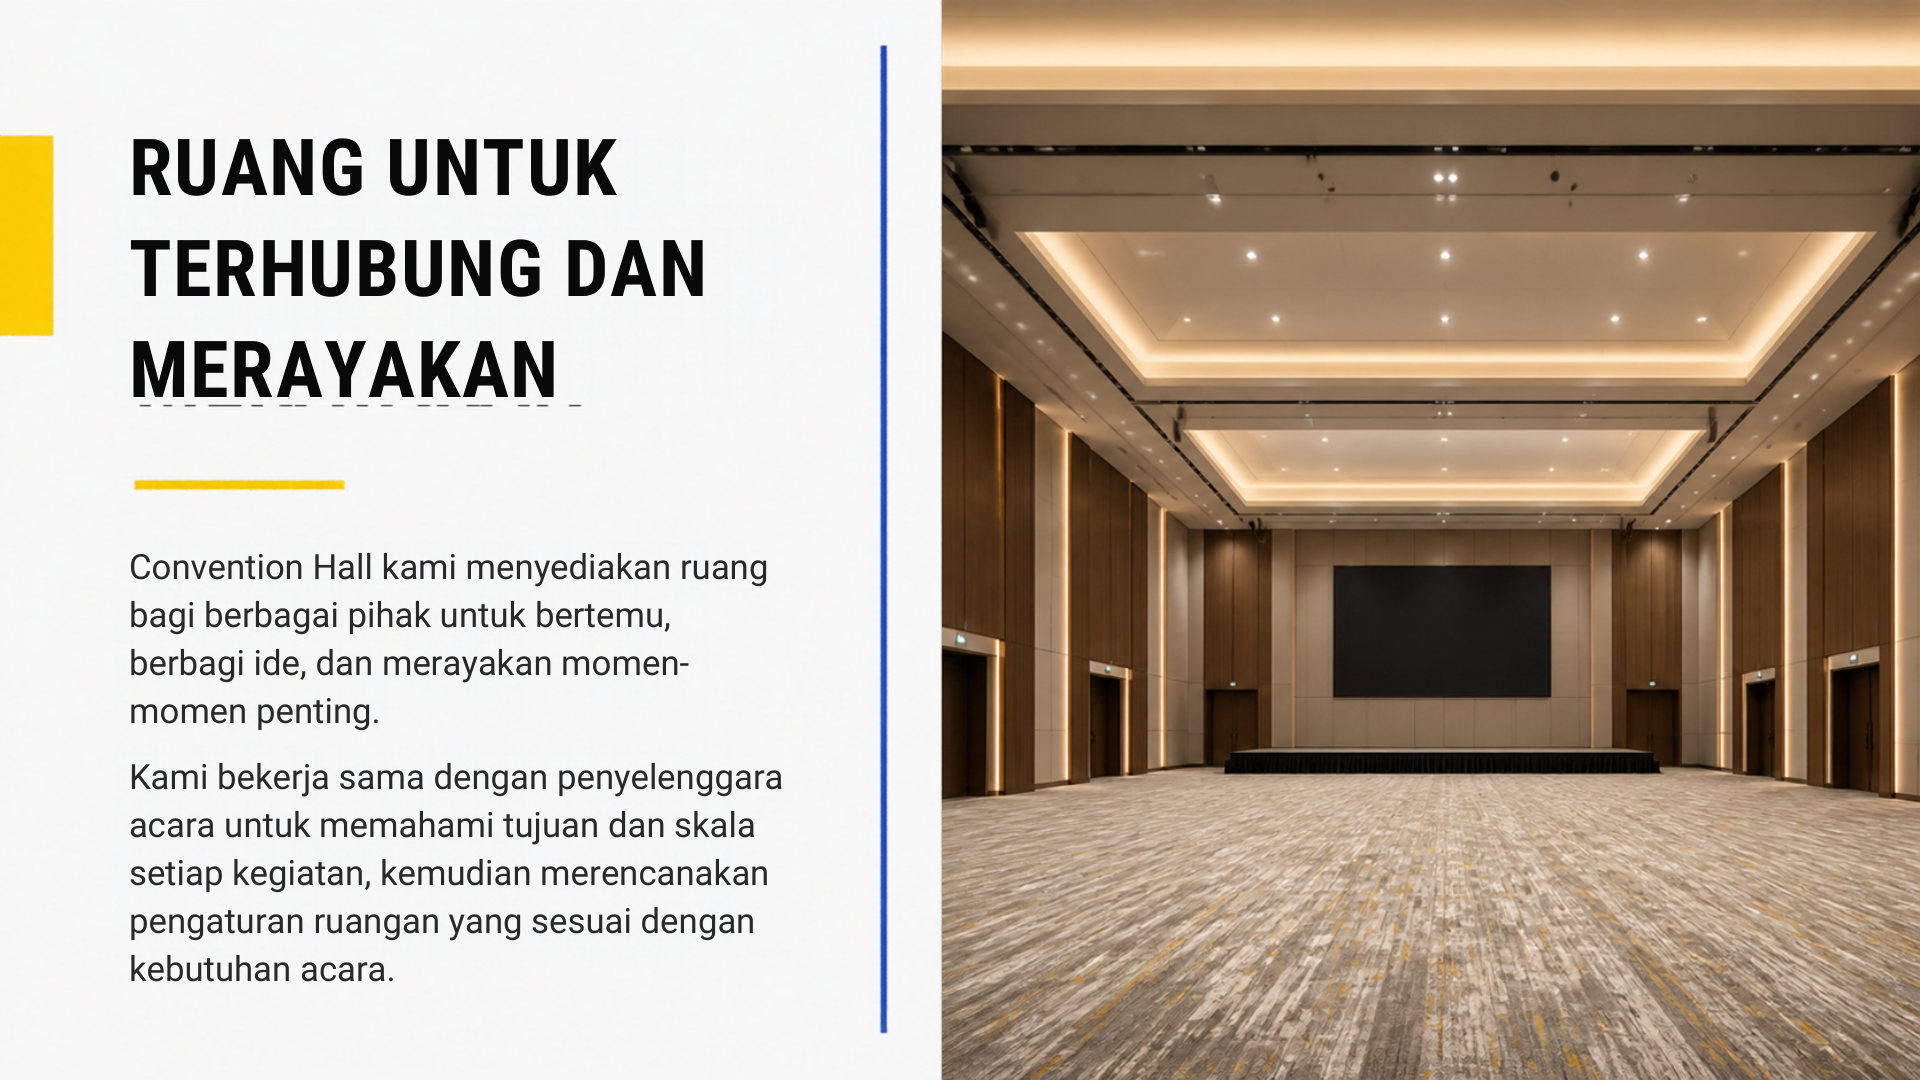 RUANG UNTUK
TERHUBUNG DAN
MERAYAKAN
Convention Hall kami menyediakan ruang
bagi berbagai pihak untuk bertemu,
berbagi ide, dan merayakan momen-
momen penting.
Kami bekerja sama dengan penyelenggara
acara untuk memahami tujuan dan skala
setiap kegiatan, kemudian merencanakan
pengaturan ruangan yang sesuai dengan
kebutuhan acara.